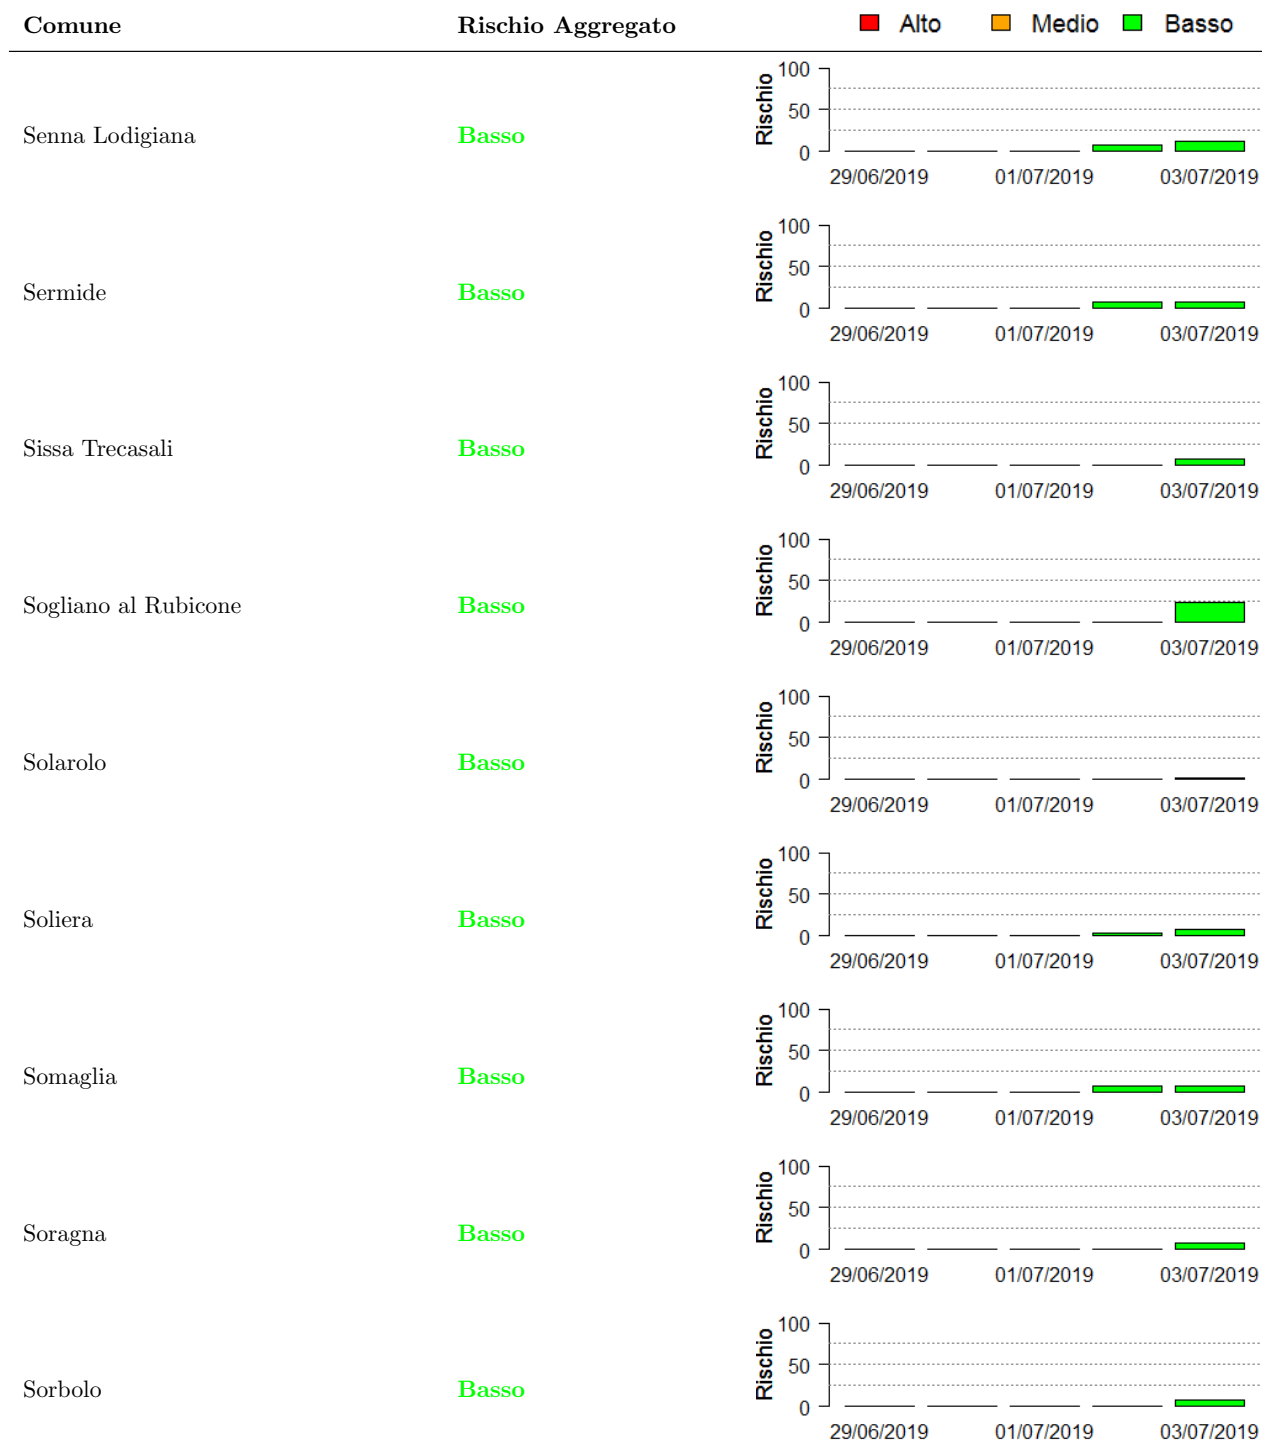 Comune Rischio Aggregato Alto Medio Basso
100
50
0
Rischio
Senna Lodigiana Basso
29/06/2019 01/07/2019 03/07/2019
100
50
0
Rischio
Sermide Basso
29/06/2019 01/07/2019 03/07/2019
100
50
0
Rischio
Sissa Trecasali Basso
29/06/2019 01/07/2019 03/07/2019
100
50
0
Rischio
Sogliano al Rubicone Basso
29/06/2019 01/07/2019 03/07/2019
100
50
0
Rischio
Solarolo Basso
29/06/2019 01/07/2019 03/07/2019
100
50
0
Rischio
Soliera Basso
29/06/2019 01/07/2019 03/07/2019
100
50
0
Rischio
Somaglia Basso
29/06/2019 01/07/2019 03/07/2019
100
50
0
Rischio
Soragna Basso
29/06/2019 01/07/2019 03/07/2019
100
50
0
Rischio
Sorbolo Basso
29/06/2019 01/07/2019 03/07/2019